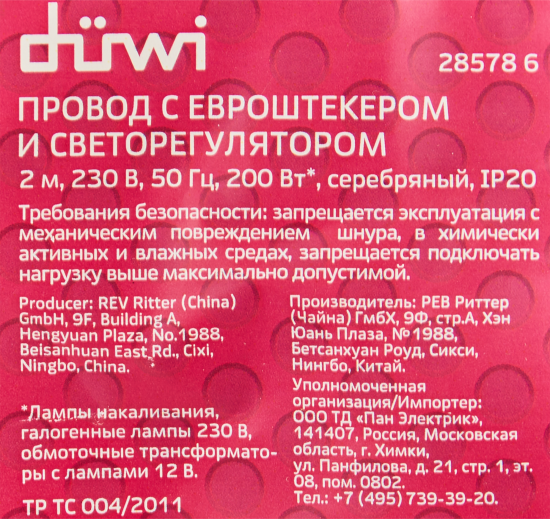 düwi
28578 6
ПРОВОД С ЕВРОШТЕКЕРОМ
И СВЕТОРЕГУЛЯТОРОМ
2 м, 230 В, 50 Гц, 200 Вт*, серебряный, IP20
Требования безопасности: запрещается эксплуатация с
механическим повреждением шнура, в химически
активных и влажных средах, запрещается подключать
нагрузку выше максимально допустимой.
Producer: REV Ritter (China)
GmbH, 9F, Building A,
Hengyuan Plaza, No.1988,
Beisanhuan East Rd., Cixi,
Ningbo, China.
*Лампы накаливания,
галогенные лампы 230 В,
обмоточные трансформато-
ры с лампами 12 В.
ТР ТС 004/2011
Производитель: РЕВ Риттер
(Чайна) ГмбХ, 9Ф, стр.А, Хэн
Юань Плаза, №1988,
Бетсанхуан Роуд, Сикси,
Нингбо, Китай.
Уполномоченная
организация/Импортер:
ООО ТД «Пан Электрик»,
141407, Россия, Московская
область, г. Химки,
ул. Панфилова, д. 21, стр. 1, эт.
08, пом. 0802.
Тел.: +7 (495) 739-39-20.